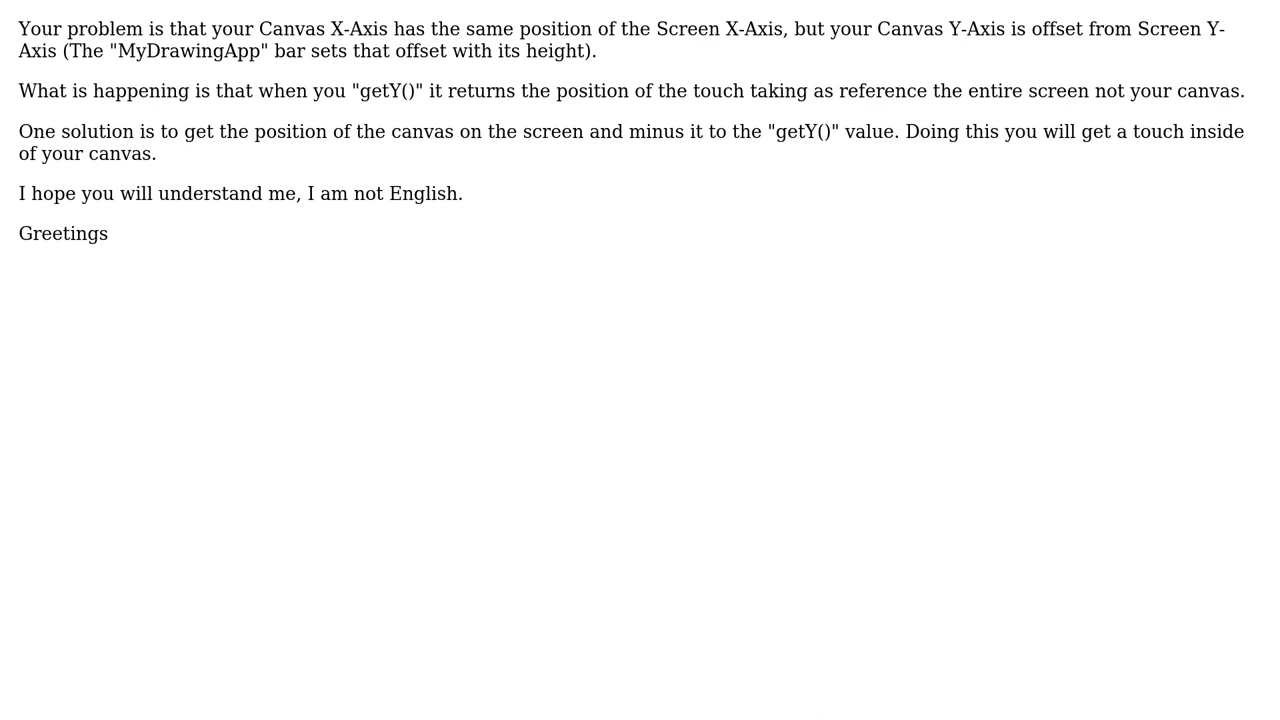 Your problem is that your Canvas X-Axis has the same position of the Screen X-Axis, but your Canvas Y-Axis is offset from Screen Y-
Axis (The "MyDrawingApp" bar sets that offset with its height).
What is happening is that when you "getY()" it returns the position of the touch taking as reference the entire screen not your canvas.
One solution is to get the position of the canvas on the screen and minus it to the "getY()" value. Doing this you will get a touch inside
of your canvas.
I hope you will understand me, I am not English.
Greetings